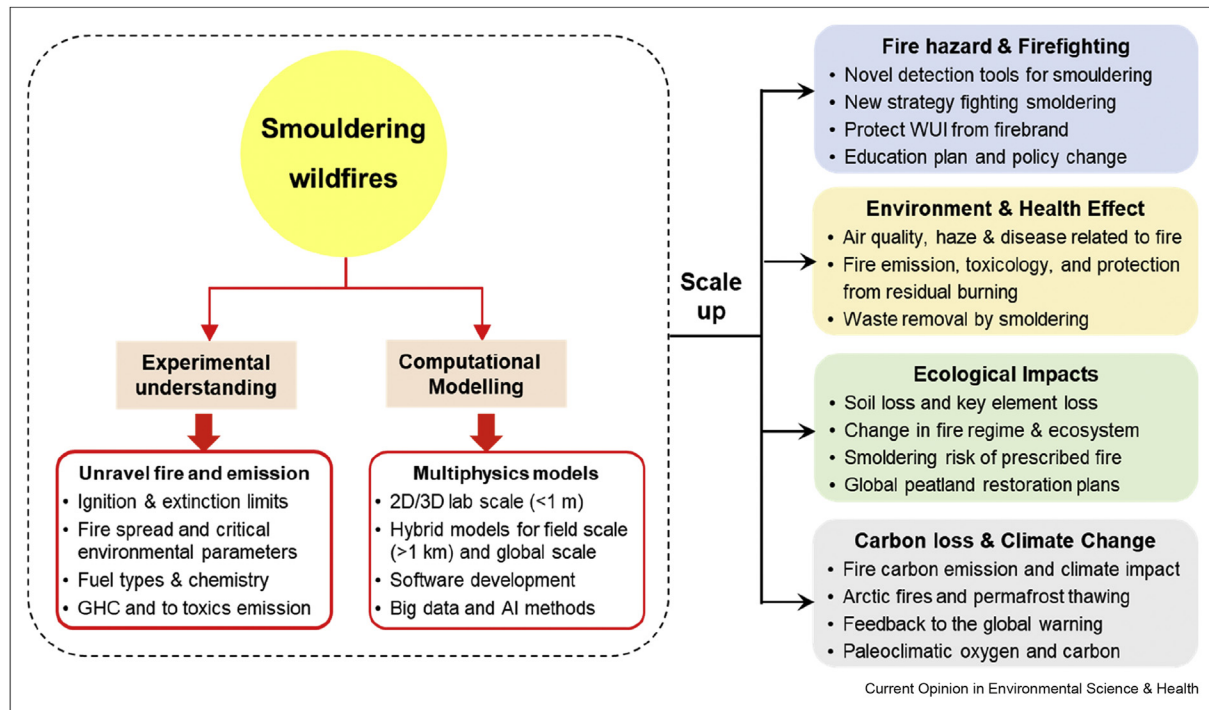 Smouldering
wildfires
Experimental
understanding
Computational
Modelling
Unravel fire and emission
• Ignition & extinction limits
• Fire spread and critical
environmental parameters
• Fuel types & chemistry
• GHC and to toxics emission
Multiphysics models
• 2D/3D lab scale (<1 m)
• Hybrid models for field scale
(>1 km) and global scale
• Software development
• Big data and AI methods
Scale
up
Fire hazard & Firefighting
• Novel detection tools for smouldering
• New strategy fighting smoldering
• Protect WUI from firebrand
• Education plan and policy change
Environment & Health Effect
• Air quality, haze & disease related to fire
• Fire emission, toxicology, and protection
from residual burning
• Waste removal by smoldering
Ecological Impacts
• Soil loss and key element loss
• Change in fire regime & ecosystem
• Smoldering risk of prescribed fire
• Global peatland restoration plans
Carbon loss & Climate Change
• Fire carbon emission and climate impact
• Arctic fires and permafrost thawing
• Feedback to the global warning
• Paleoclimatic oxygen and carbon
Current Opinion in Environmental Science & Health